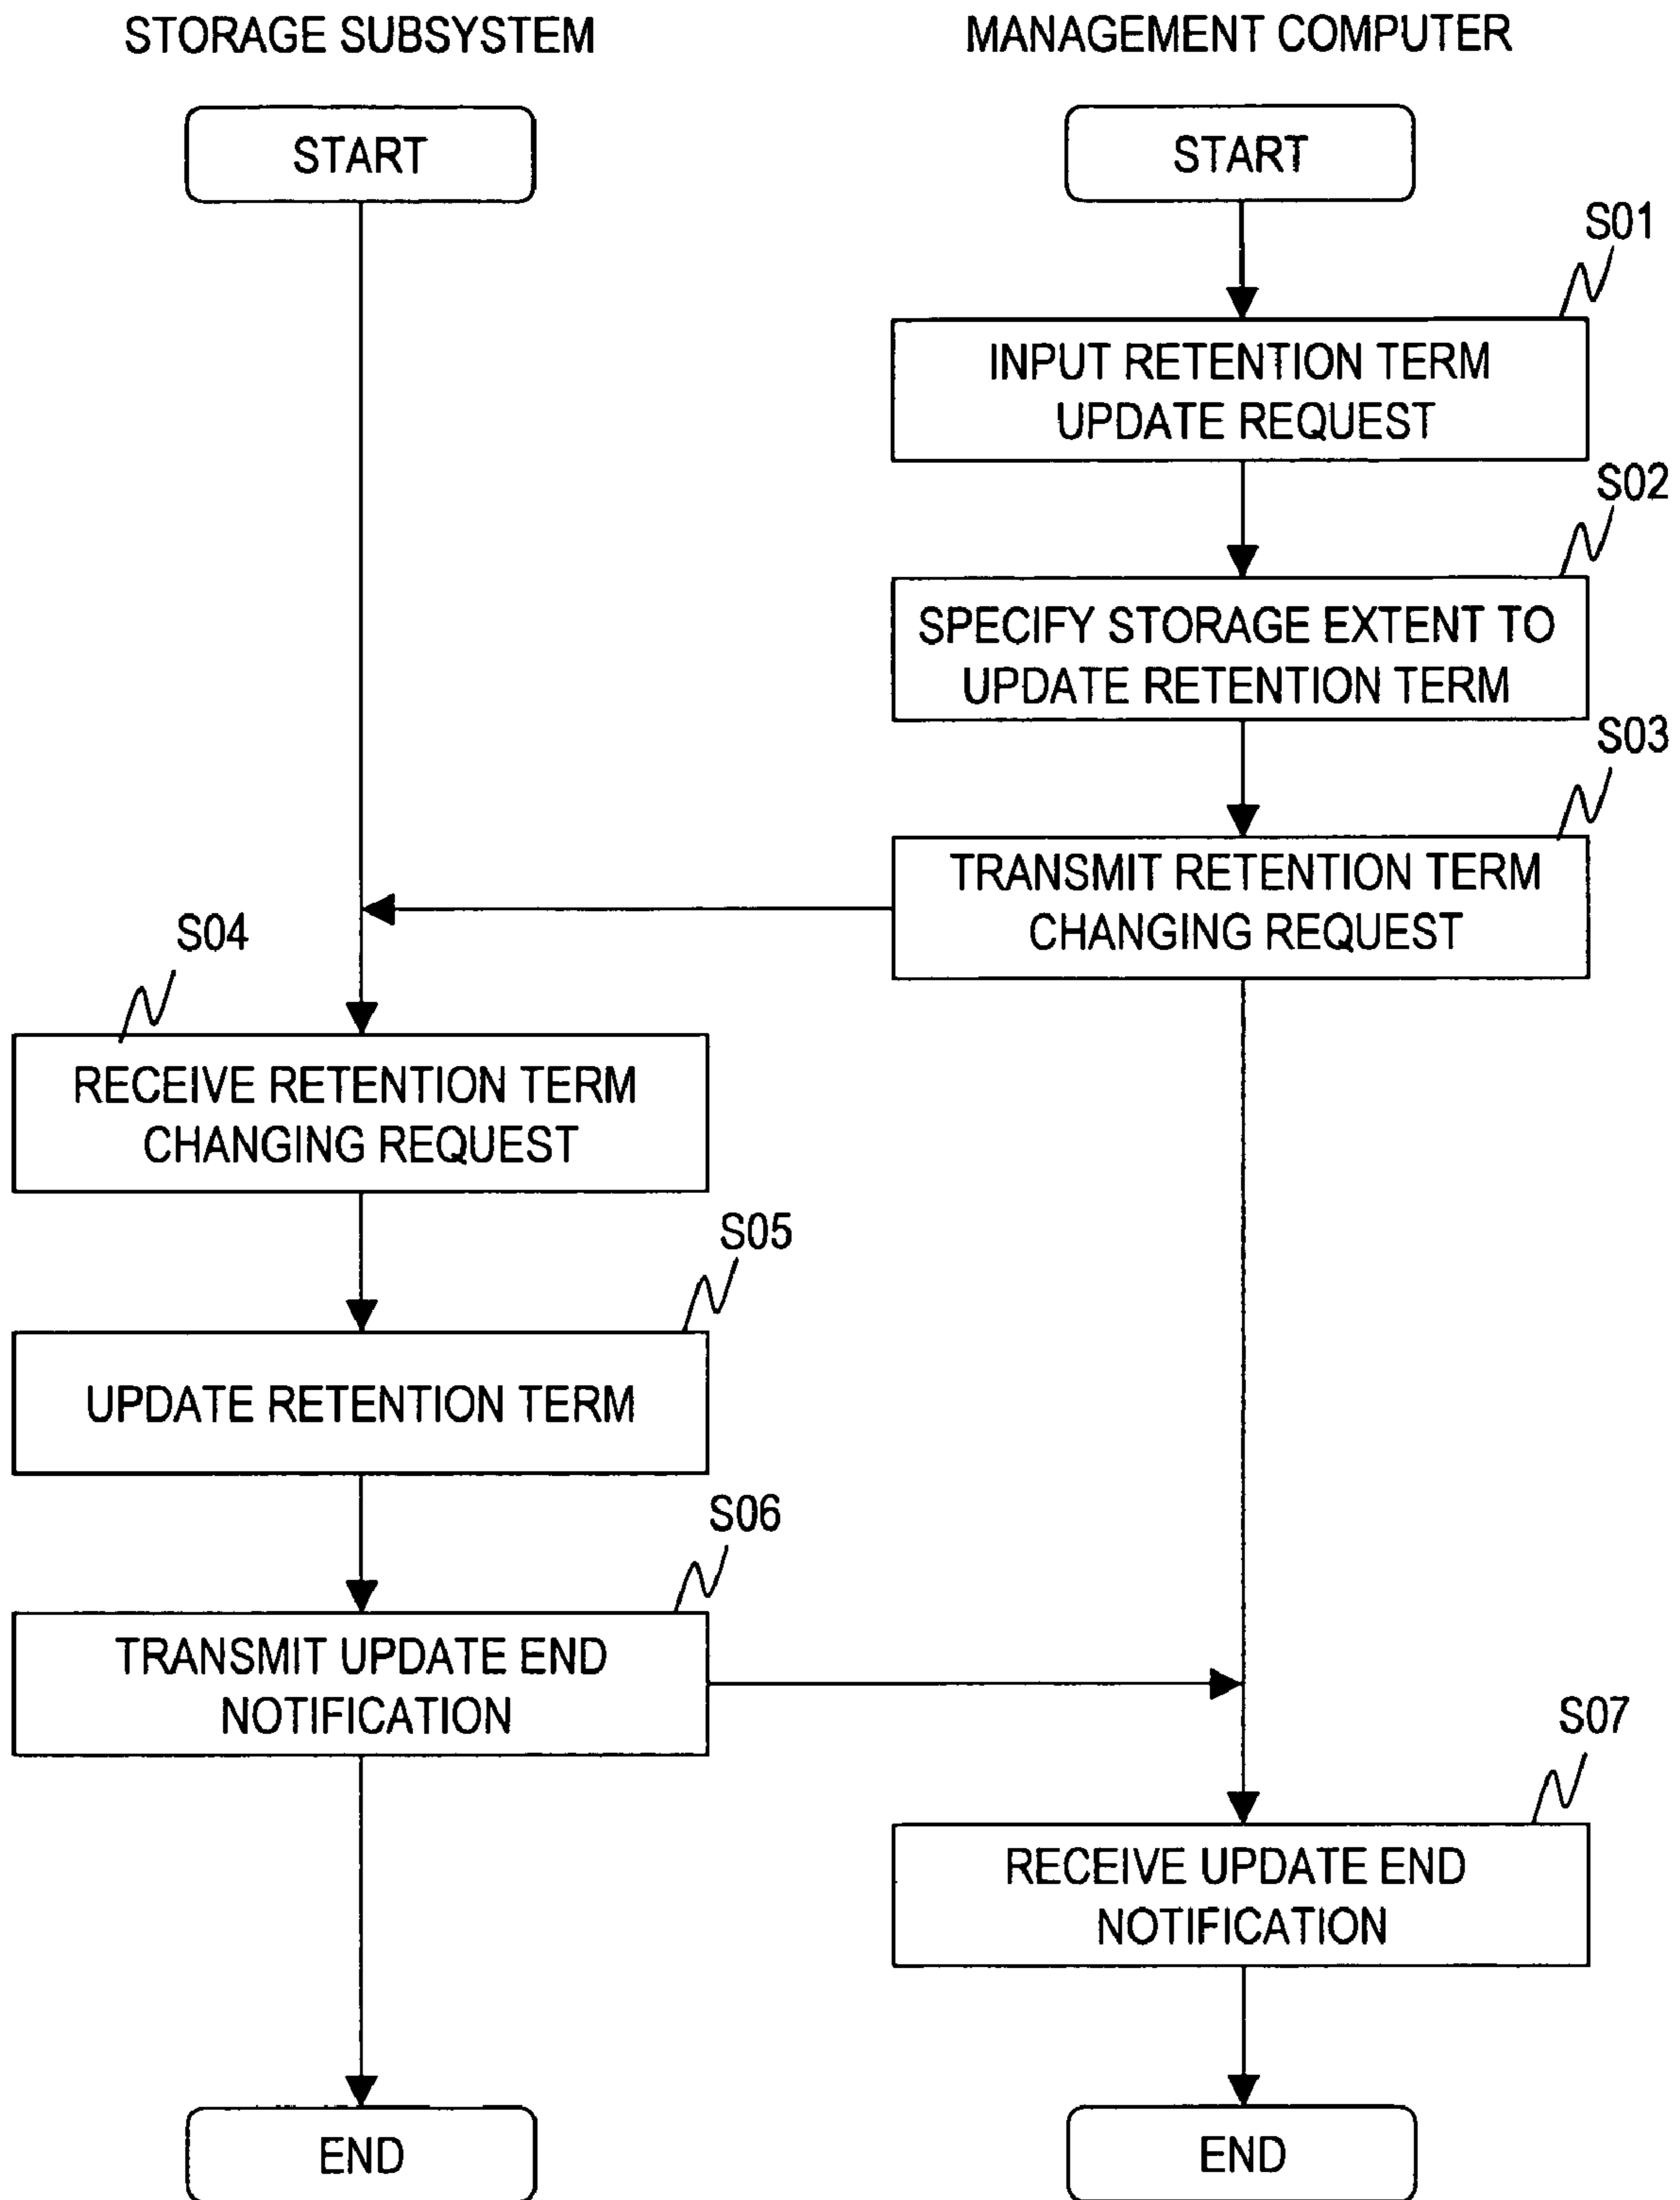 STORAGE SUBSYSTEM
MANAGEMENT COMPUTER
START
START
S01
INPUT RETENTION TERM
UPDATE REQUEST
S02
SPECIFY STORAGE EXTENT TO
UPDATE RETENTION TERM
S03
TRANSMIT RETENTION TERM
CHANGING REQUEST
S04
RECEIVE RETENTION TERM
CHANGING REQUEST
S05
UPDATE RETENTION TERM
S06
TRANSMIT UPDATE END
NOTIFICATION
S07
RECEIVE UPDATE END
NOTIFICATION
END
END